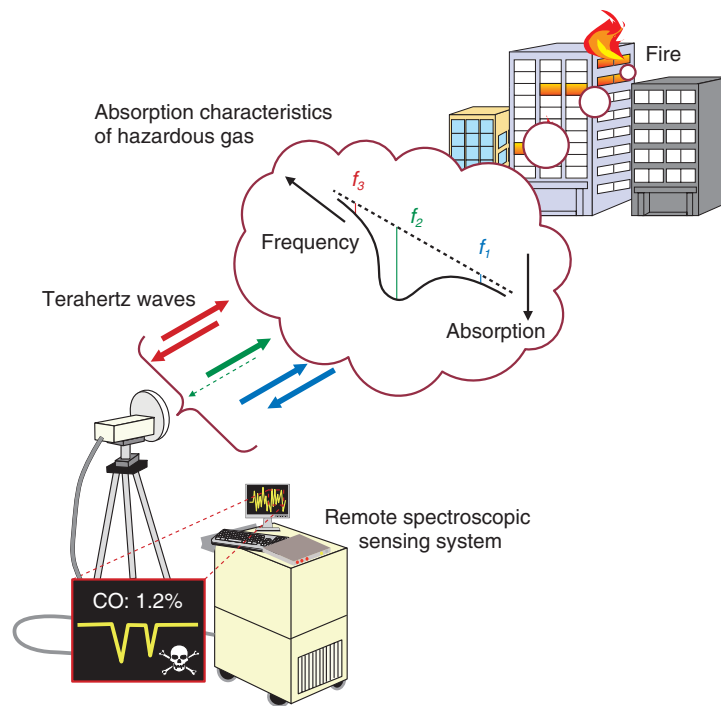 Fire
Absorption characteristics
of hazardous gas
f3
f2
Frequency
f1
Terahertz waves
Absorption
Remote spectroscopic
sensing system
CO: 1.2%